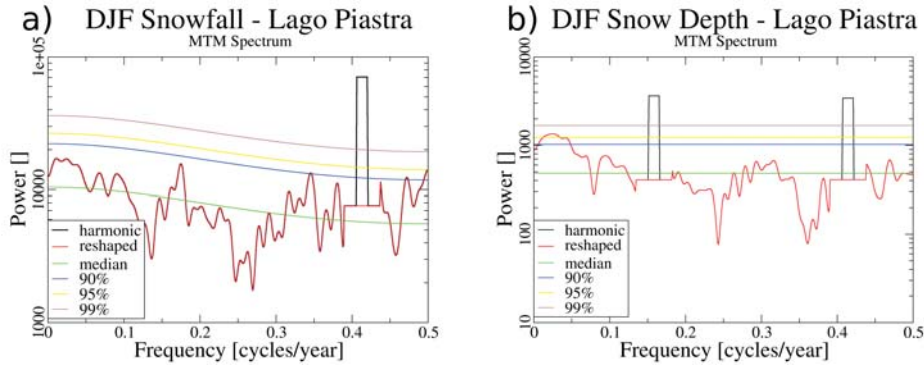 a) DJF Snowfall - Lago Piastra
MTM Spectrum
1e+05
10000
1000
Power []
harmonic
reshaped
median
90%
95%
99%
0 0.1 0.2 0.3 0.4 0.5
Frequency [cycles/year]
b) DJF Snow Depth - Lago Piastra
MTM Spectrum
10000
1000
100
10
Power []
harmonic
reshaped
median
90%
95%
99%
0 0.1 0.2 0.3 0.4 0.5
Frequency [cycles/year]